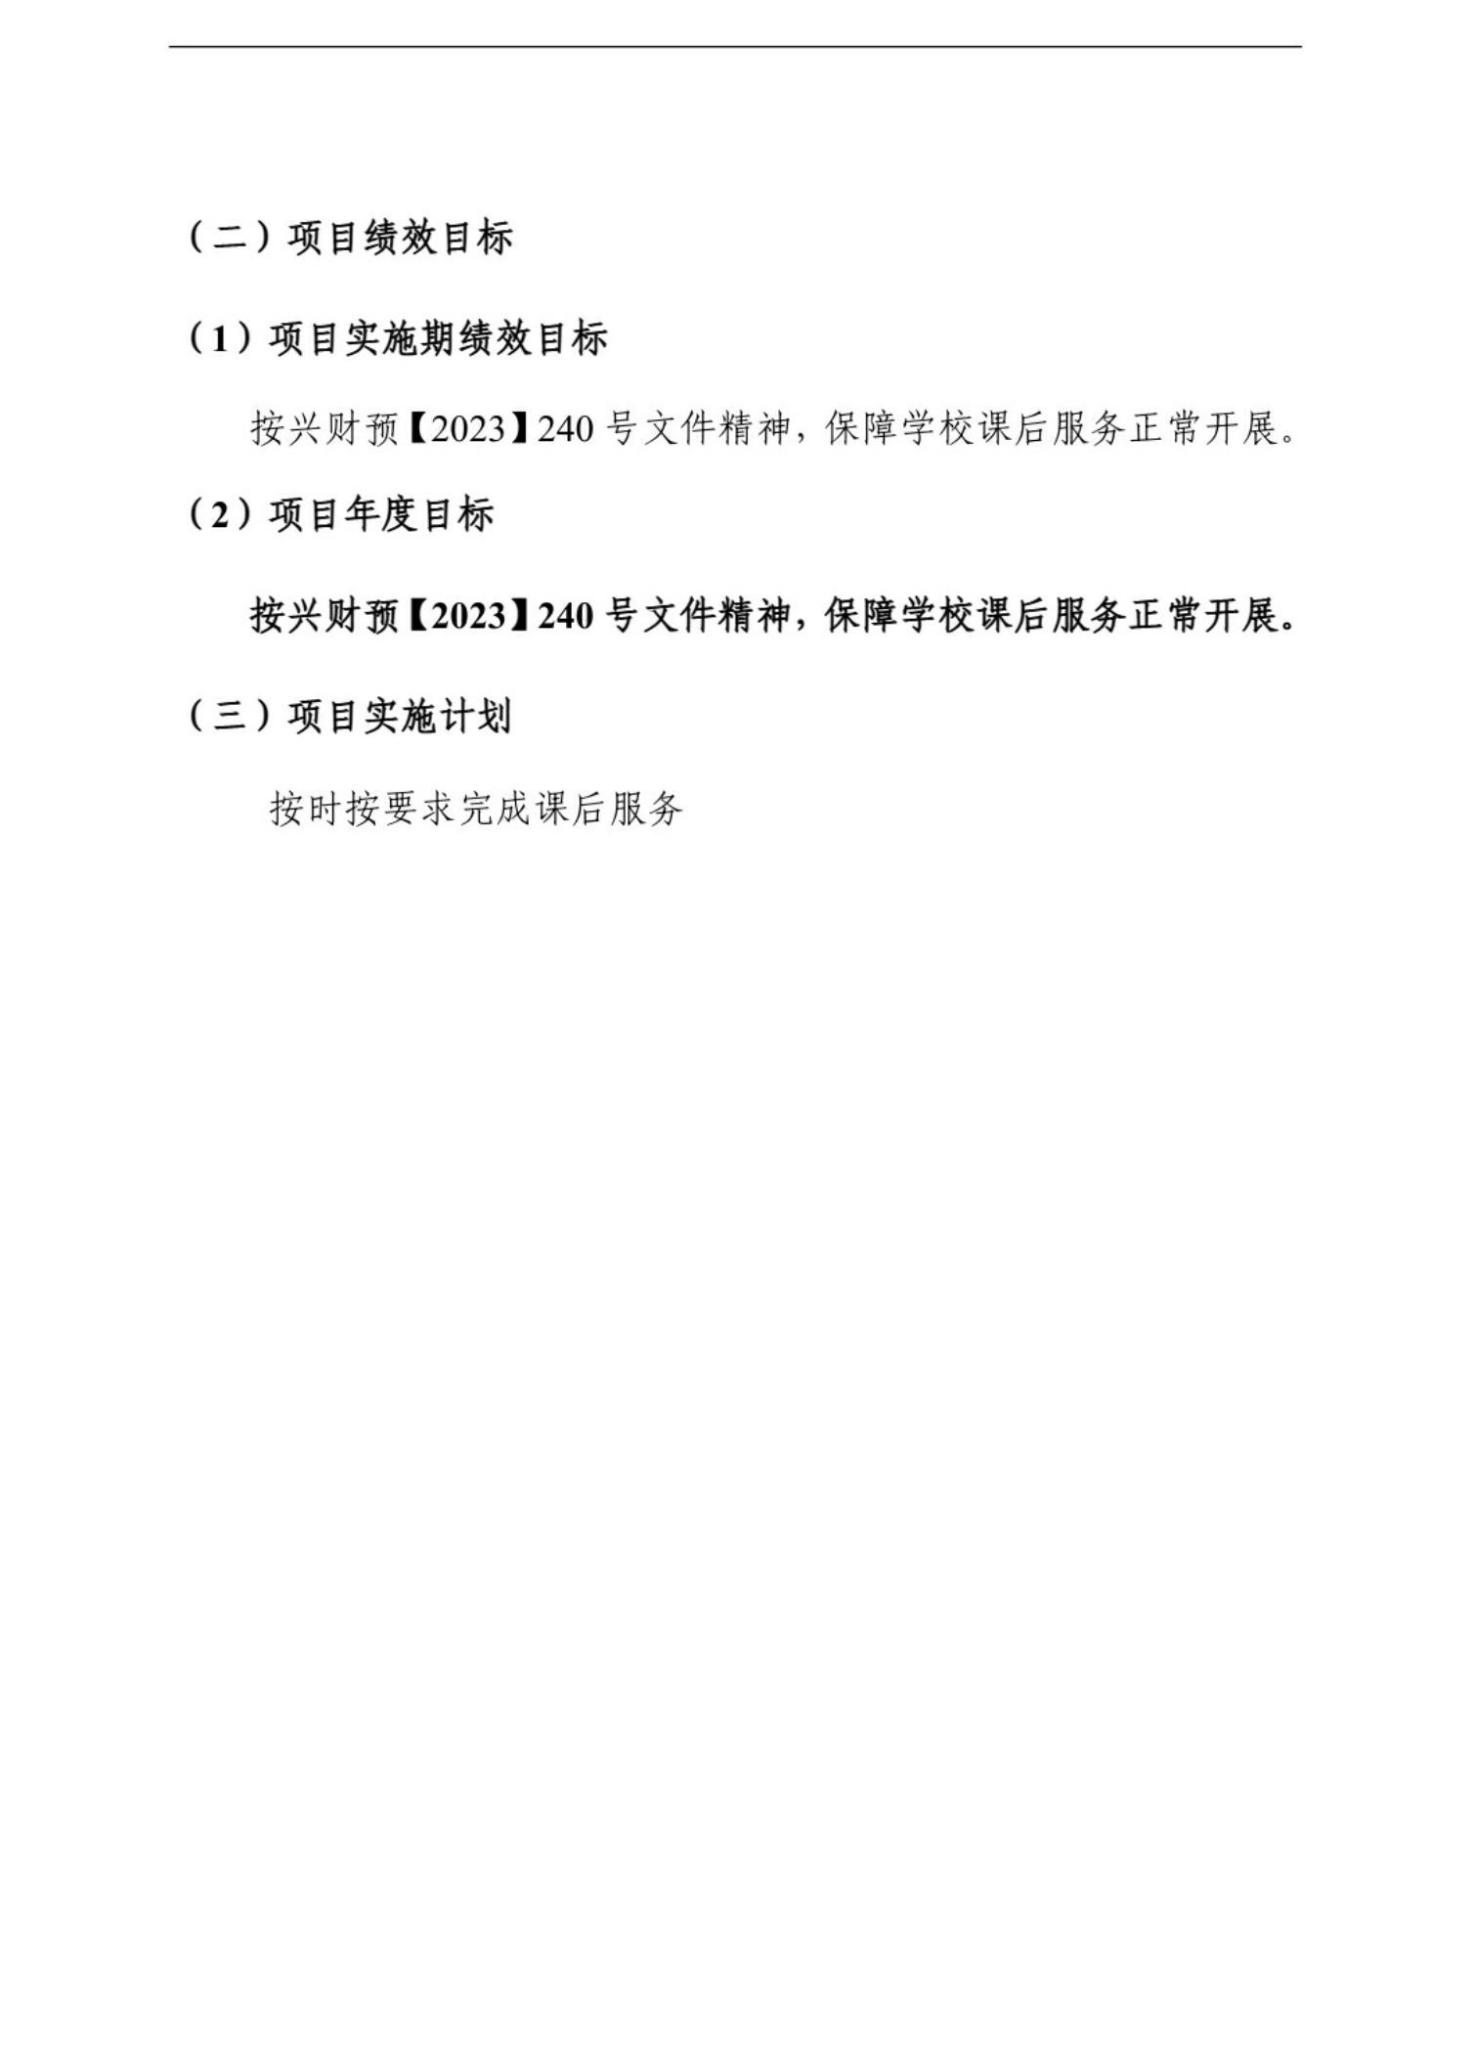 （二）项目绩效目标
（1）项目实施期绩效目标
按兴财预【2023】240 号文件精神，保障学校课后服务正常开展。
（2）项目年度目标
按兴财预【2023】240 号文件精神，保障学校课后服务正常开展。
（三）项目实施计划
按时按要求完成课后服务